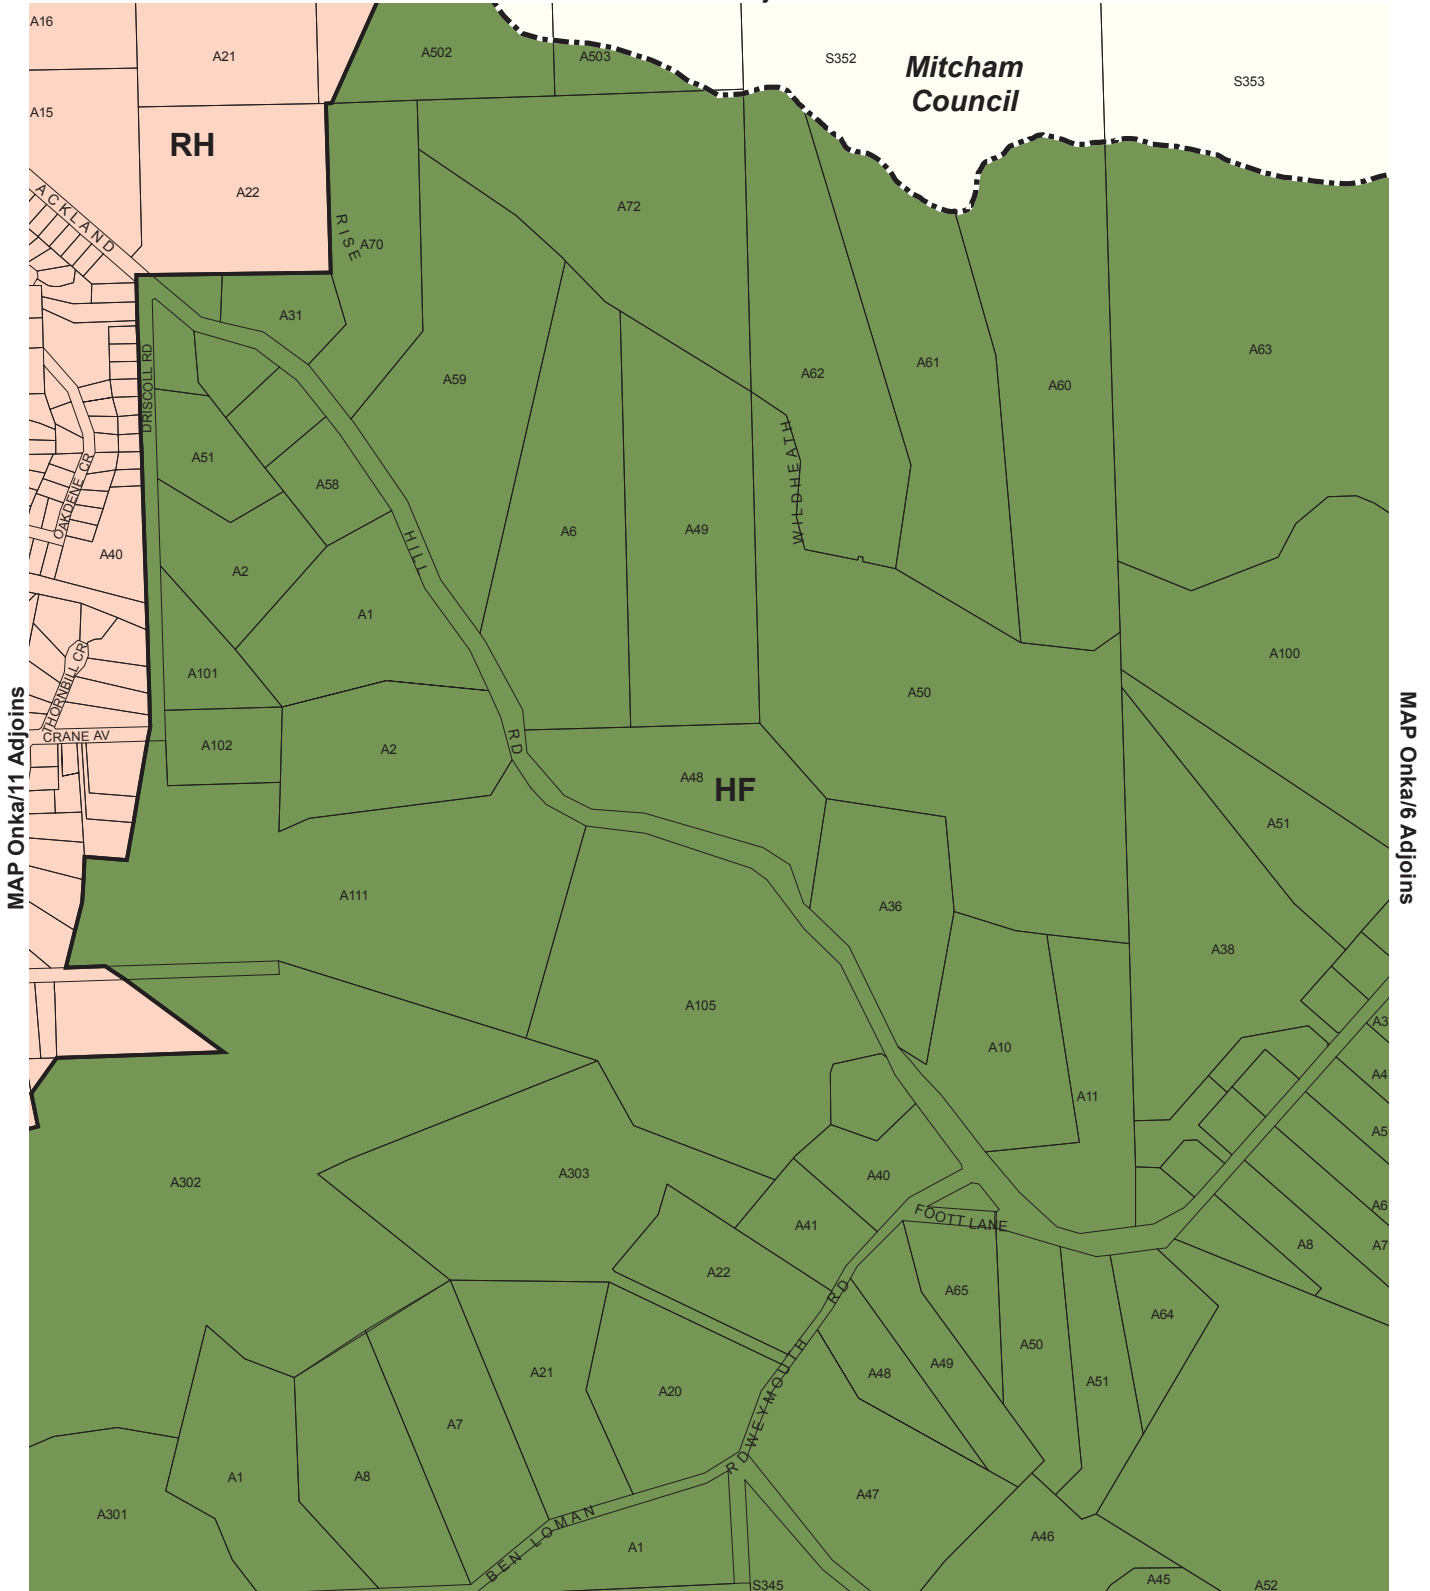 A16
A21
A502
A503
S352
Mitcham
Council
S353
A15
RH
A22
ACKLAND
RISE
A70
A72
A31
A59
A62
A61
A60
A63
DRISCOLL RD
A51
A58
OAKDENE CR
A40
HILL
A6
A49
WILDHEATH
A2
A1
A101
THORNBILL CR
A50
A100
CRANE AV
A102
A2
RD
A48
HF
A51
MAP Onka/11 Adjoins
MAP Onka/6 Adjoins
A111
A36
A38
A105
A10
A11
A3
A4
A5
A302
A303
A40
A41
FOOTT LANE
A6
A8
A7
A22
A65
RD
A64
A50
A21
A20
A48
A49
A51
A7
WEYMOUTH
A1
A8
RD
A47
A301
BEN LOMAN
A1
A46
S345
A45
A52